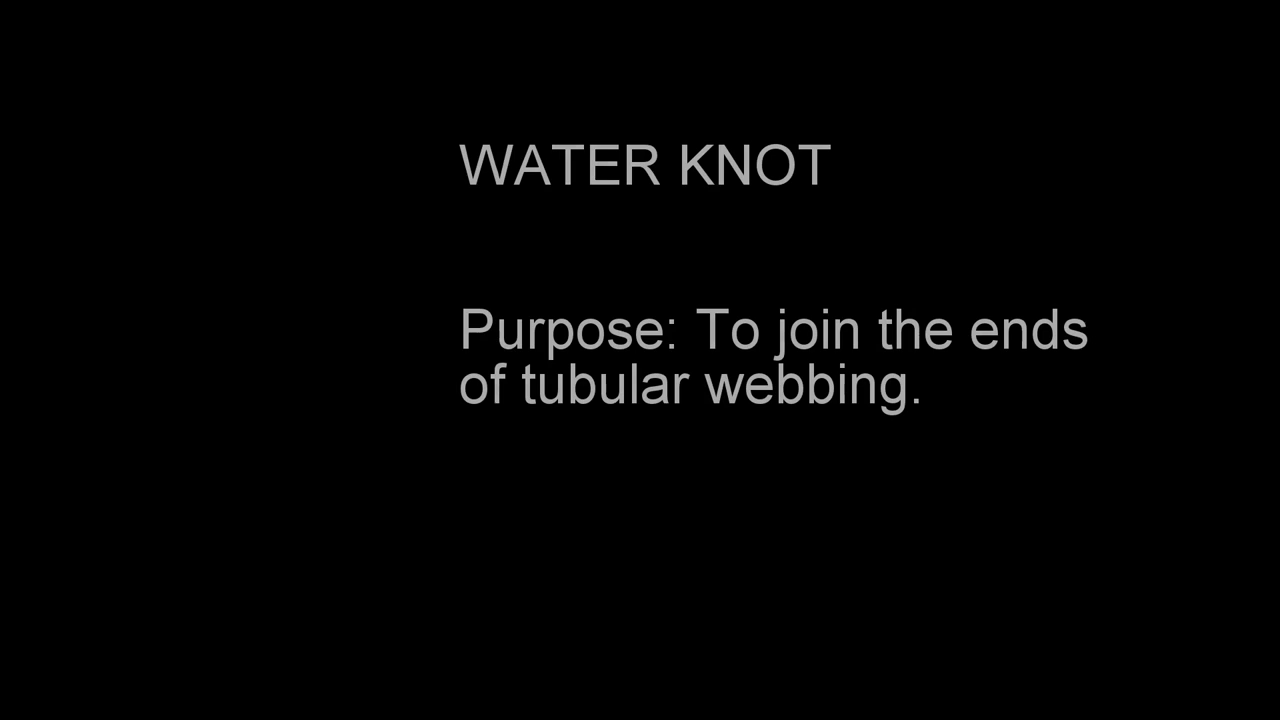 WATER KNOT
Purpose: To join the ends
of tubular webbing.